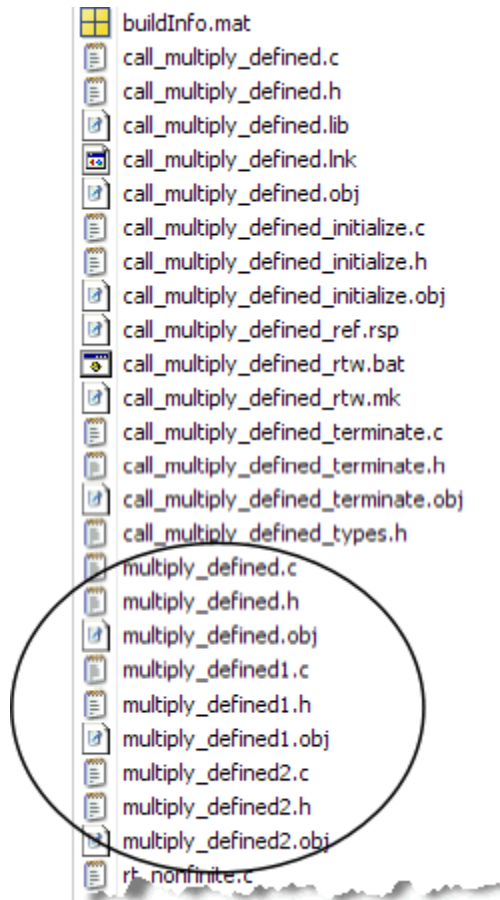 buildInfo.mat
call_multiply_defined.c
call_multiply_defined.h
call_multiply_defined.lib
call_multiply_defined.lnk
call_multiply_defined.obj
call_multiply_defined_initialize.c
call_multiply_defined_initialize.h
call_multiply_defined_initialize.obj
call_multiply_defined_ref.rsp
call_multiply_defined_rtw.bat
call_multiply_defined_rtw.mk
call_multiply_defined_terminate.c
call_multiply_defined_terminate.h
call_multiply_defined_terminate.obj
call_multiply_defined_types.h
multiply_defined.c
multiply_defined.h
multiply_defined.obj
multiply_defined1.c
multiply_defined1.h
multiply_defined1.obj
multiply_defined2.c
multiply_defined2.h
multiply_defined2.obj
rt_nonfinite.c